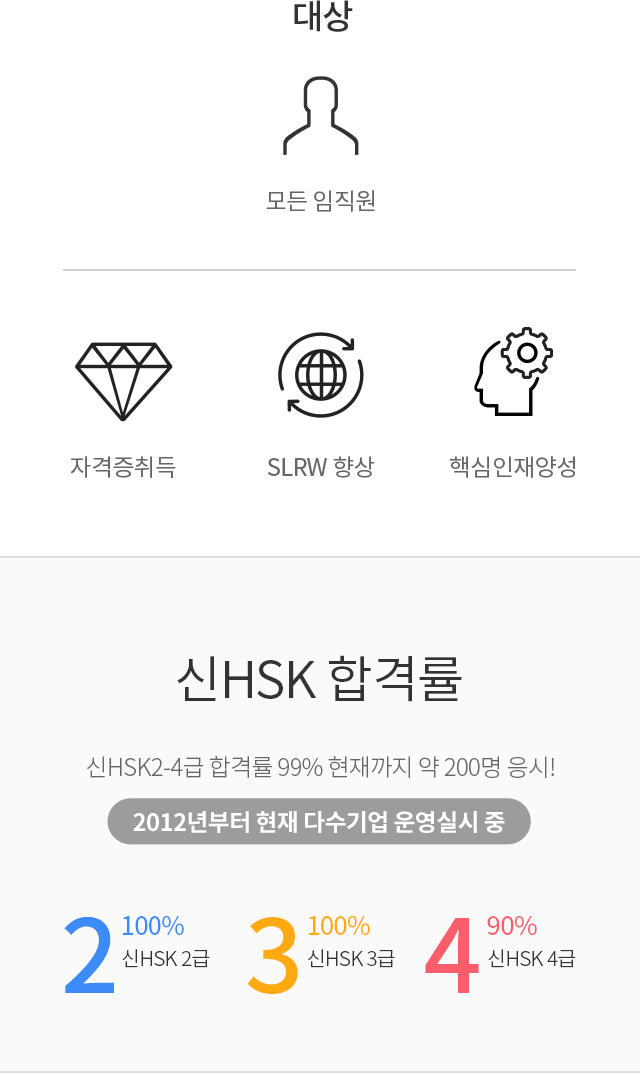 대상
모든 임직원
자격증취득
SLRW 향상
핵심인재양성
신HSK 합격률
신HSK2-4급 합격률 99% 현재까지 약 200명 응시!
2012년부터 현재 다수기업 운영실시 중
2
100%
신HSK 2급
3
100%
신HSK 3급
4
90%
신HSK 4급